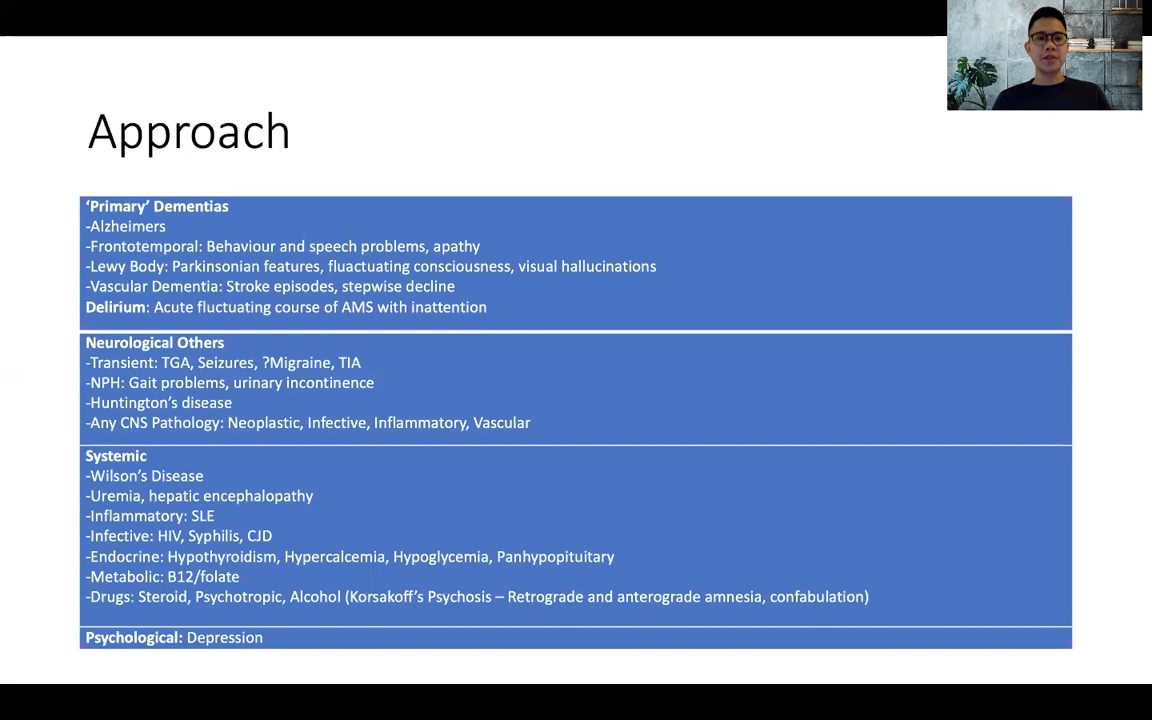 Approach
‘Primary’ Dementias
-Alzheimers
-Frontotemporal: Behaviour and speech problems, apathy
-Lewy Body: Parkinsonian features, fluactuating consciousness, visual hallucinations
-Vascular Dementia: Stroke episodes, stepwise decline
Delirium: Acute fluctuating course of AMS with inattention
Neurological Others
-Transient: TGA, Seizures, ?Migraine, TIA
-NPH: Gait problems, urinary incontinence
-Huntington’s disease
-Any CNS Pathology: Neoplastic, Infective, Inflammatory, Vascular
Systemic
-Wilson’s Disease
-Uremia, hepatic encephalopathy
-Inflammatory: SLE
-Infective: HIV, Syphilis, CJD
-Endocrine: Hypothyroidism, Hypercalcemia, Hypoglycemia, Panhypopituitary
-Metabolic: B12/folate
-Drugs: Steroid, Psychotropic, Alcohol (Korsakoff’s Psychosis – Retrograde and anterograde amnesia, confabulation)
Psychological: Depression